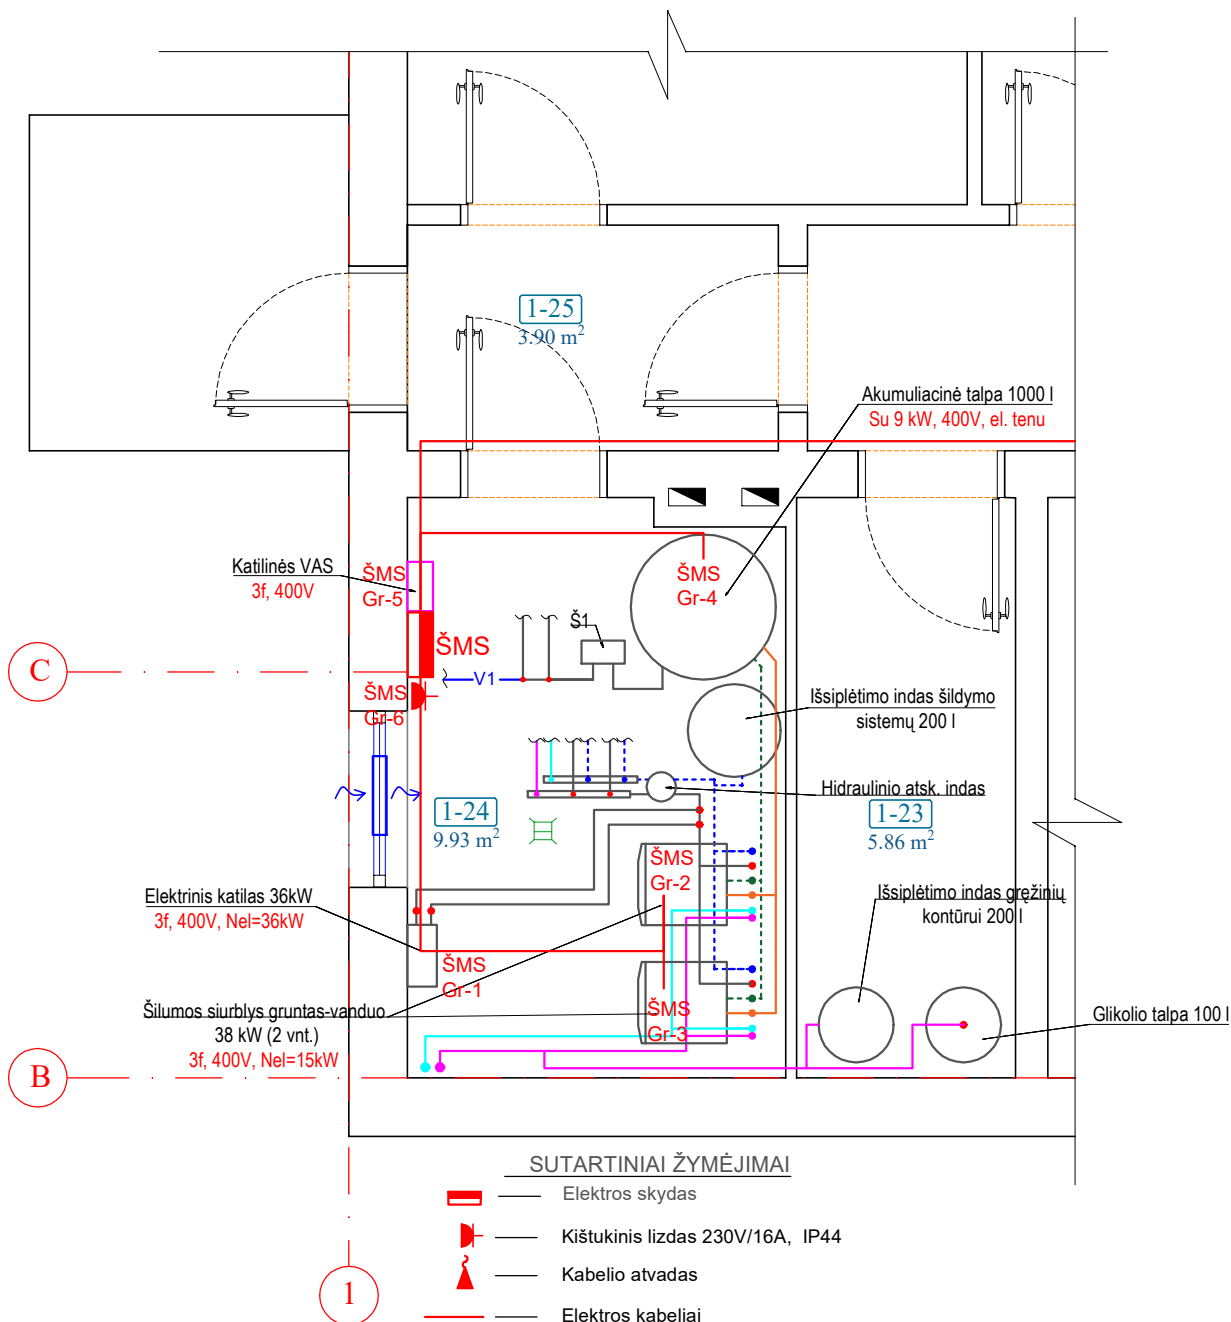 1-25
3.90 m²
Akumuliacinė talpa 1000 l
Su 9 kW, 400V, el. tenu
Katilinės VAS
3f, 400V
ŠMS
Gr-5
ŠMS
Gr-4
Š1
ŠMS
C
V1
ŠMS
Gr-6
Išsiplėtimo indas šildymo
sistemų 200 l
Hidraulinio atsk. indas
1-24
9.93 m²
1-23
5.86 m²
ŠMS
Gr-2
Elektrinis katilas 36kW
3f, 400V, Nel=36kW
Išsiplėtimo indas gręžinių
kontūrui 200 l
ŠMS
Gr-1
Šilumos siurblys gruntas-vanduo
38 kW (2 vnt.)
3f, 400V, Nel=15kW
ŠMS
Gr-3
Glikolio talpa 100 l
B
SUTARTINIAI ŽYMĖJIMAI
Elektros skydas
Kištukinis lizdas 230V/16A, IP44
Kabelio atvadas
Elektros kabeliai
1